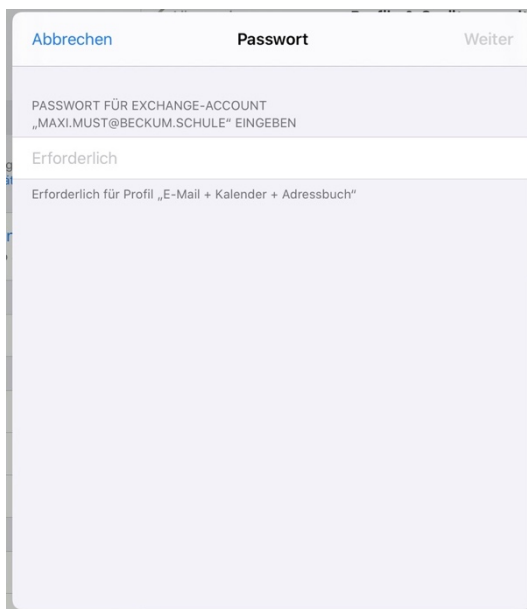 Abbrechen Passwort Weiter
PASSWORT FÜR EXCHANGE-ACCOUNT
„MAXI.MUST@BECKUM.SCHULE“ EINGEBEN
Erforderlich
Erforderlich für Profil „E-Mail + Kalender + Adressbuch“